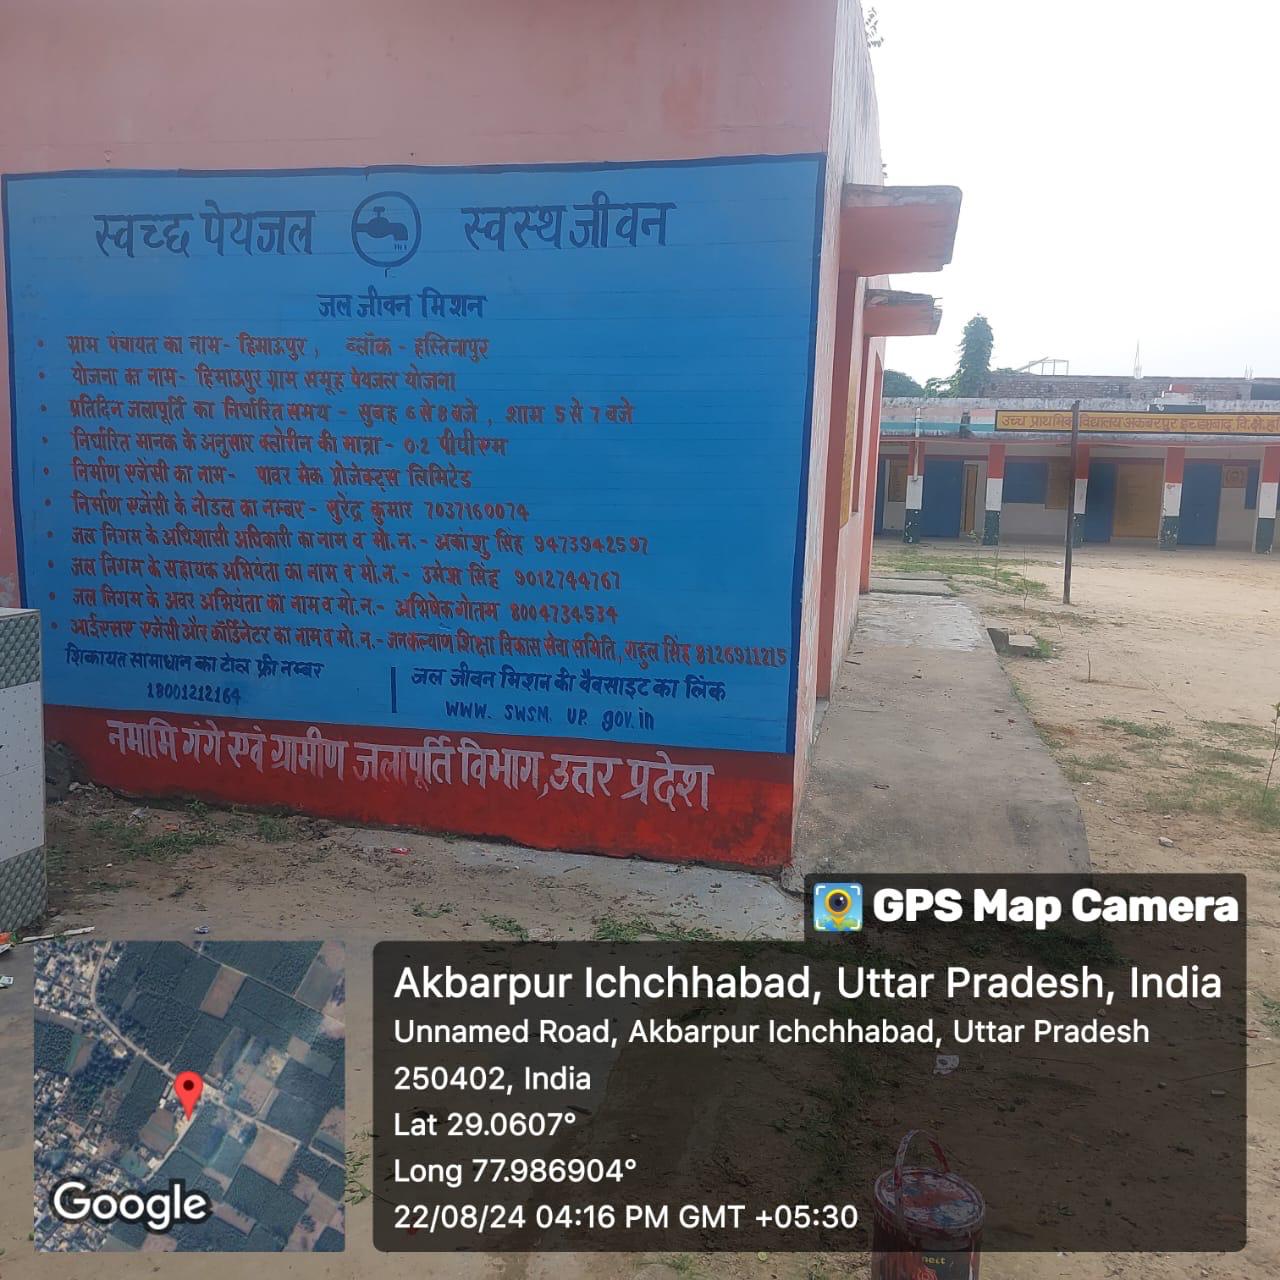 स्वच्छ पेयजल स्वस्थ जीवन
जल जीवन मिशन
• ग्राम पंचायत का नाम- हिमाऊपुर , ब्लॉक - हस्तिनापुर
• योजना का नाम- हिमाऊपुर ग्राम समूह पेयजल योजना
• प्रतिदिन जलापूर्ति का निर्धारित समय - सुबह 6 से 8 बजे , शाम 5 से 7 बजे
• निर्धारित मानक के अनुसार क्लोरीन की मात्रा - 0.2 पीपीएम
• निर्माण एजेंसी का नाम- पावर मेक प्रोजेक्ट्स लिमिटेड
• निर्माण एजेंसी के नोडल का नम्बर - सुरेंद्र कुमार 7037160074
• जल निगम के अधिशासी अधिकारी का नाम व मो.न.- अकांशु सिंह 9473942597
• जल निगम के सहायक अभियंता का नाम व मो.न.- उमेश सिंह 9012744767
• जल निगम के अवर अभियंता का नाम व मो.न.- अभिषेक गौतम 8004734534
• आईएसए एजेंसी और कॉर्डिनेटर का नाम व मो.न.- जनकल्याण शिक्षा विकास सेवा समिति, राहुल सिंह 8126911215
शिकायत सामाधान का टोल फ्री नम्बर
18001212164
जल जीवन मिशन की वैबसाइट का लिंक
www. swsm. up. gov.in
नमामि गंगे एवं ग्रामीण जलापूर्ति विभाग,उत्तर प्रदेश
उच्च प्राथमिक विद्यालय अकबरपुर इच्छाबाद, वि.क्षे.
GPS Map Camera
Akbarpur Ichchhabad, Uttar Pradesh, India
Unnamed Road, Akbarpur Ichchhabad, Uttar Pradesh
250402, India
Lat 29.0607°
Long 77.986904°
22/08/24 04:16 PM GMT +05:30
Google